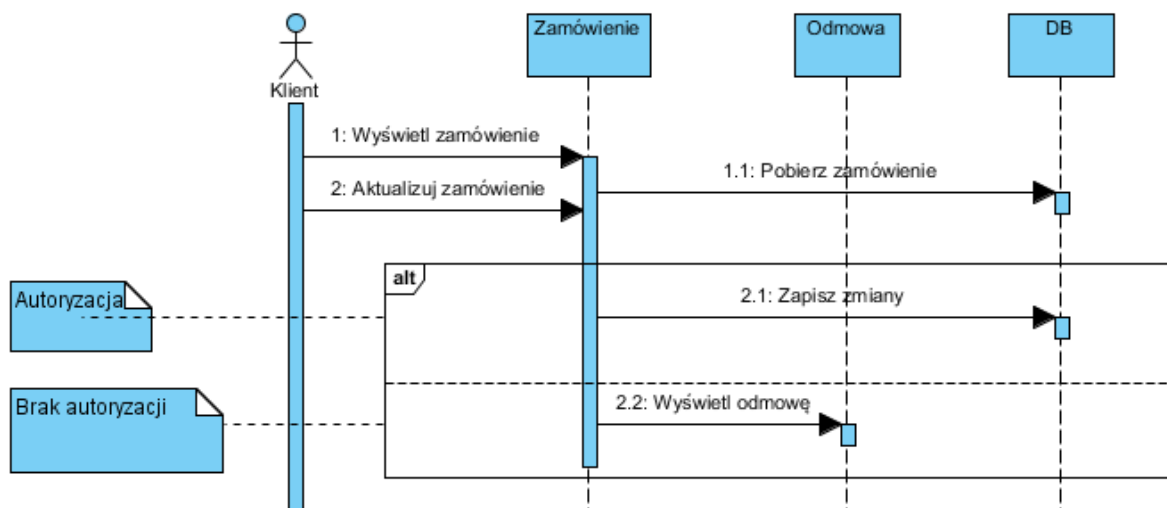 Zamówienie
Odmowa
DB
Klient
1: Wyświetl zamówienie
1.1: Pobierz zamówienie
2: Aktualizuj zamówienie
alt
Autoryzacja
2.1: Zapisz zmiany
Brak autoryzacji
2.2: Wyświetl odmowę